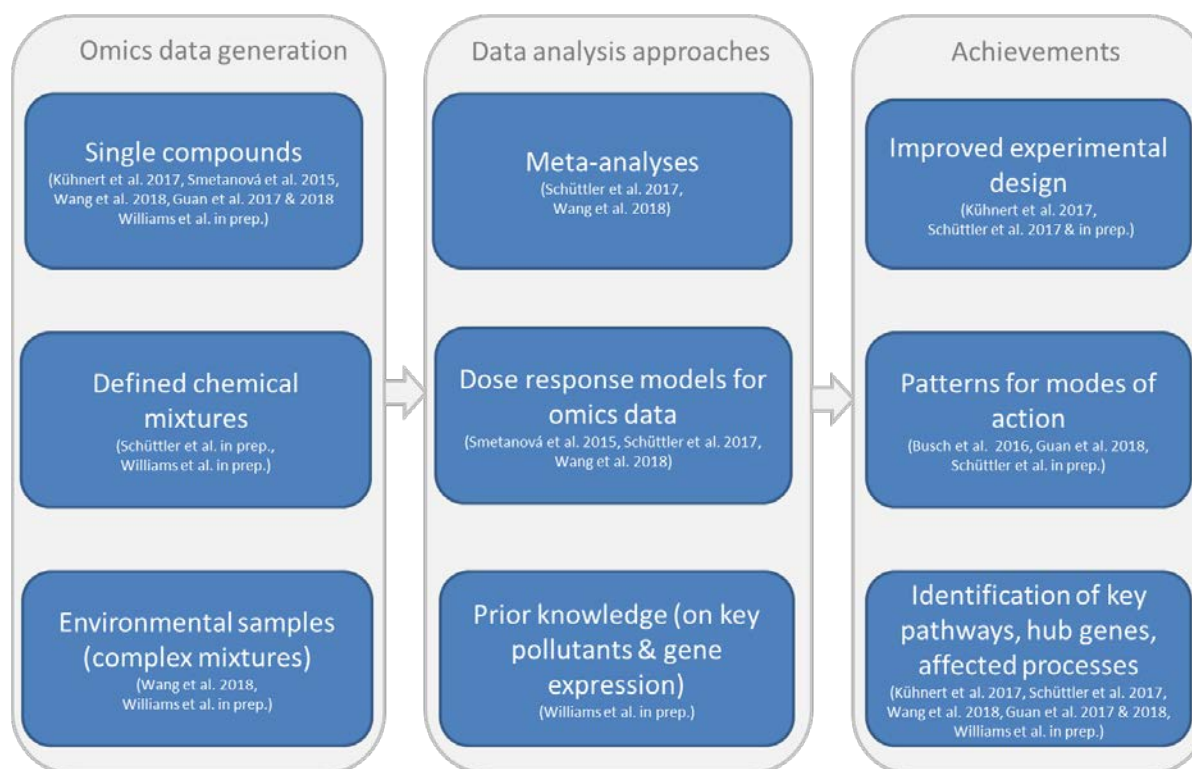 Omics data generation
Single compounds
(Kühnert et al. 2017, Smetanová et al. 2015,
Wang et al. 2018, Guan et al. 2017 & 2018
Williams et al. in prep.)
Defined chemical
mixtures
(Schüttler et al. in prep.,
Williams et al. in prep.)
Environmental samples
(complex mixtures)
(Wang et al. 2018,
Williams et al. in prep.)
Data analysis approaches
Meta-analyses
(Schüttler et al. 2017,
Wang et al. 2018)
Dose response models for
omics data
(Smetanová et al. 2015, Schüttler et al. 2017,
Wang et al. 2018)
Prior knowledge (on key
pollutants & gene
expression)
(Williams et al. in prep.)
Achievements
Improved experimental
design
(Kühnert et al. 2017,
Schüttler et al. 2017 & in prep.)
Patterns for modes of
action
(Busch et al. 2016, Guan et al. 2018,
Schüttler et al. in prep.)
Identification of key
pathways, hub genes,
affected processes
(Kühnert et al. 2017, Schüttler et al. 2017,
Wang et al. 2018, Guan et al. 2017 & 2018,
Williams et al. in prep.)